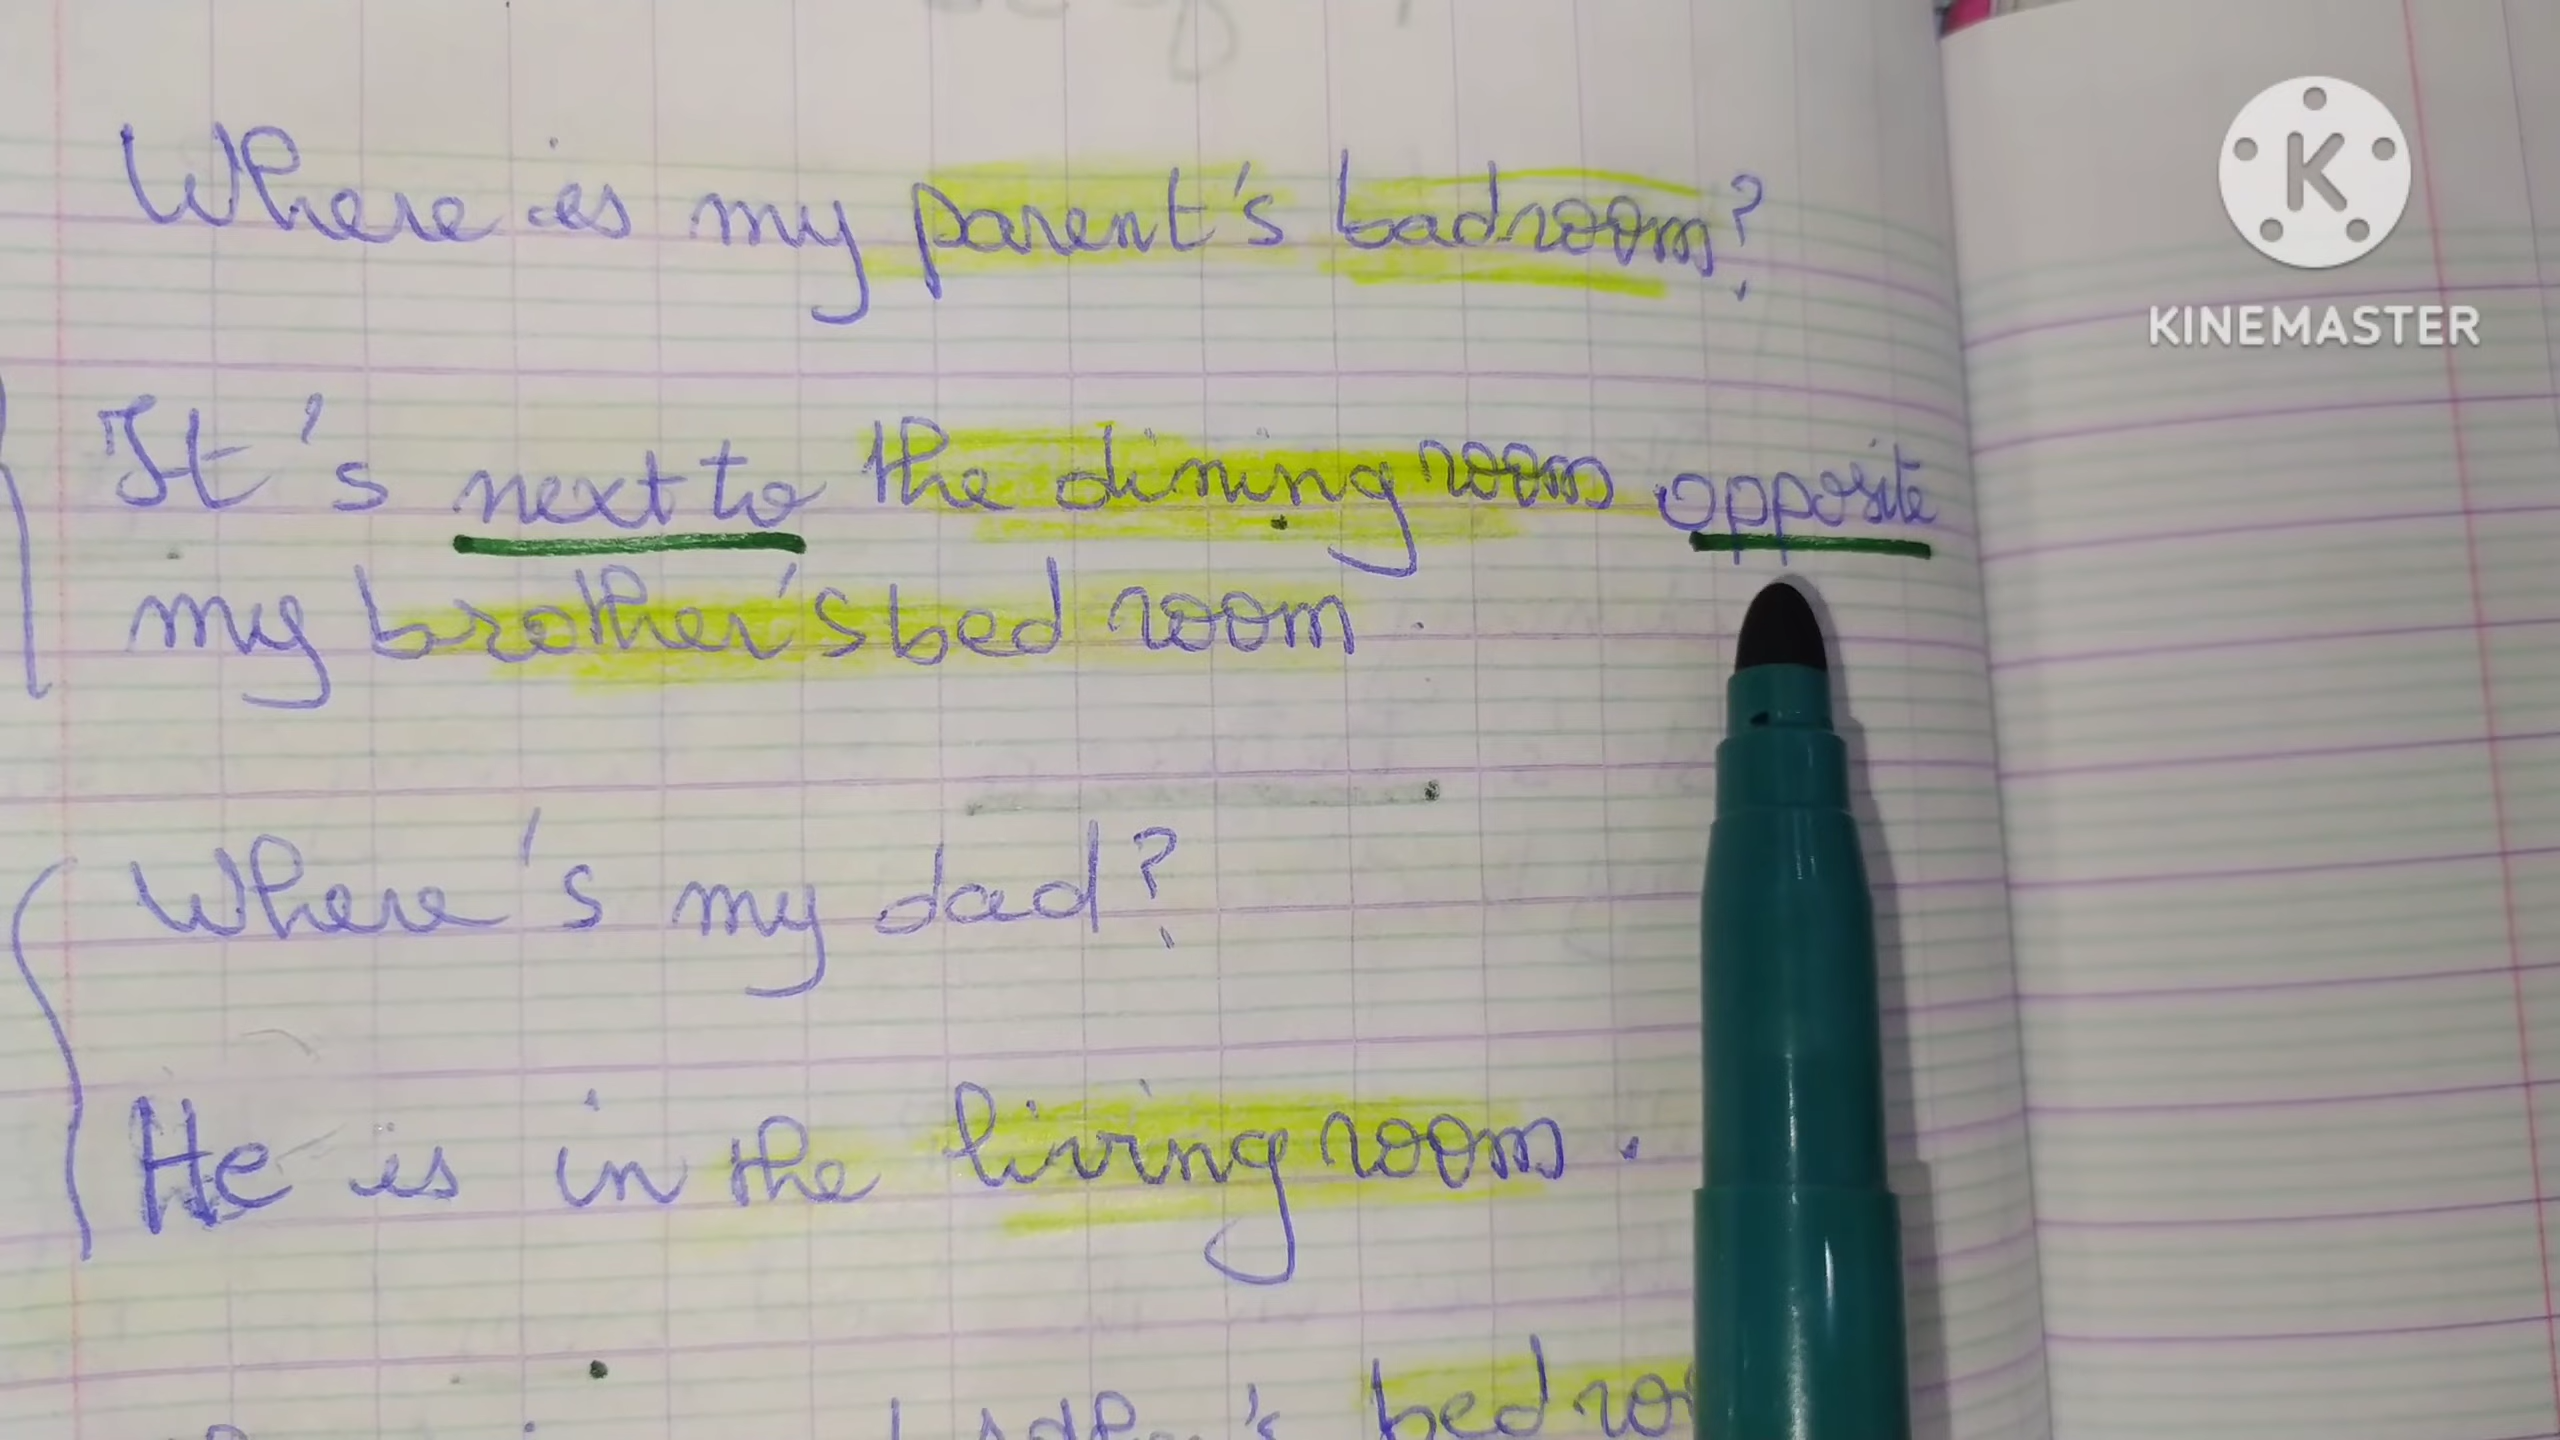 Where is my parent's badroom?
It's next to the dining room opposite
my brother's bed room.
Where's my dad?
He is in the living room.
bed
K
KINEMASTER